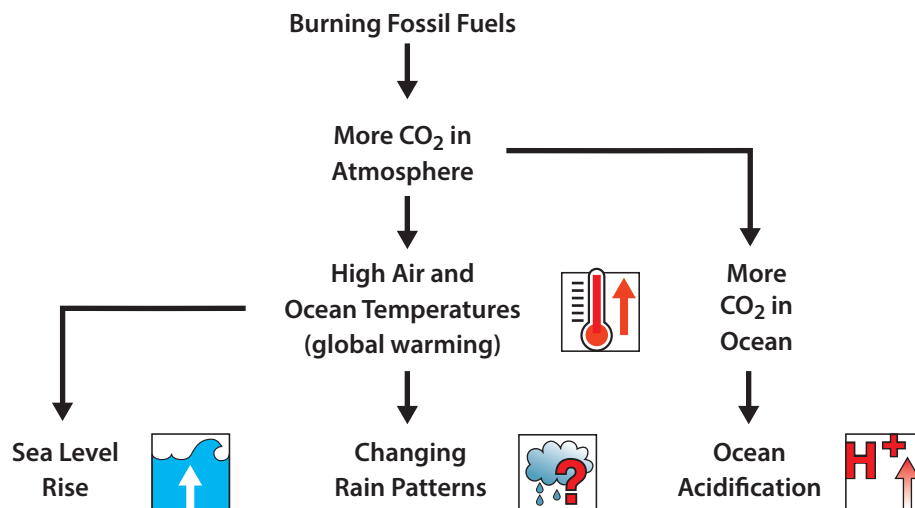 Burning Fossil Fuels
More CO₂ in
Atmosphere
High Air and
Ocean Temperatures
(global warming)
More
CO₂ in
Ocean
Sea Level
Rise
Changing
Rain Patterns
?
Ocean
Acidification
H⁺